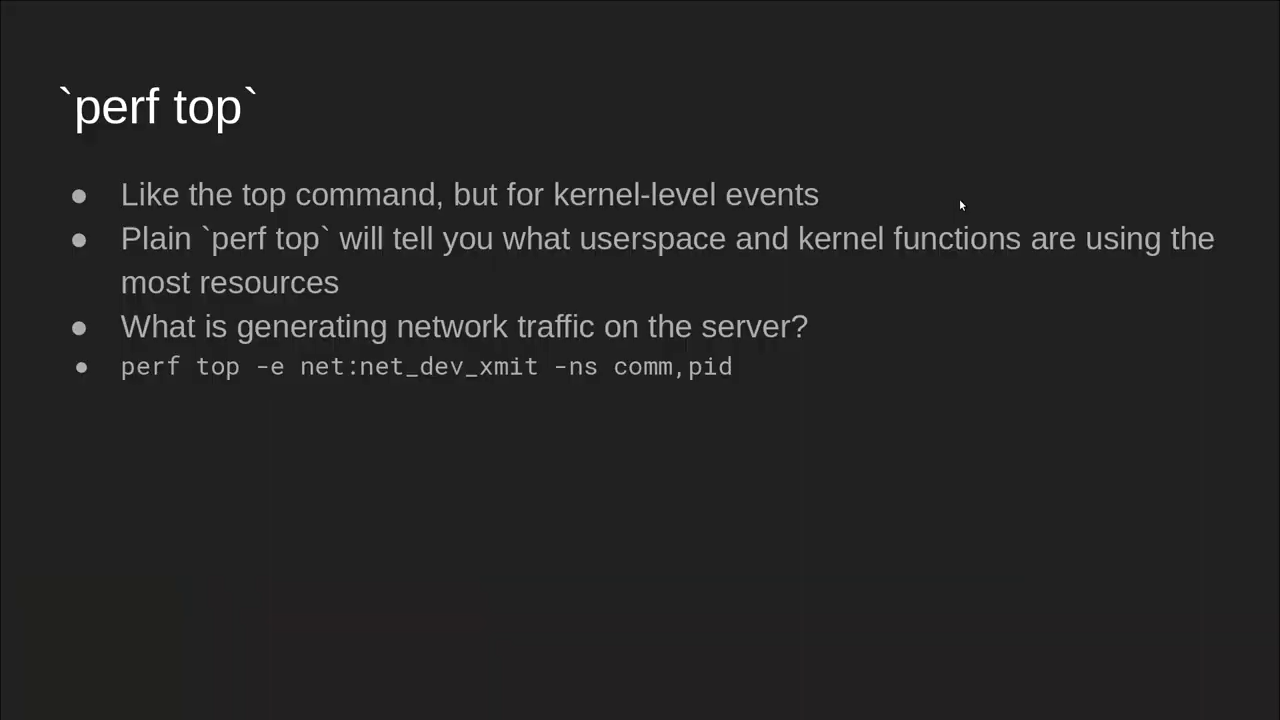 `perf top`
● Like the top command, but for kernel-level events
● Plain `perf top` will tell you what userspace and kernel functions are using the
most resources
● What is generating network traffic on the server?
● perf top -e net:net_dev_xmit -ns comm,pid